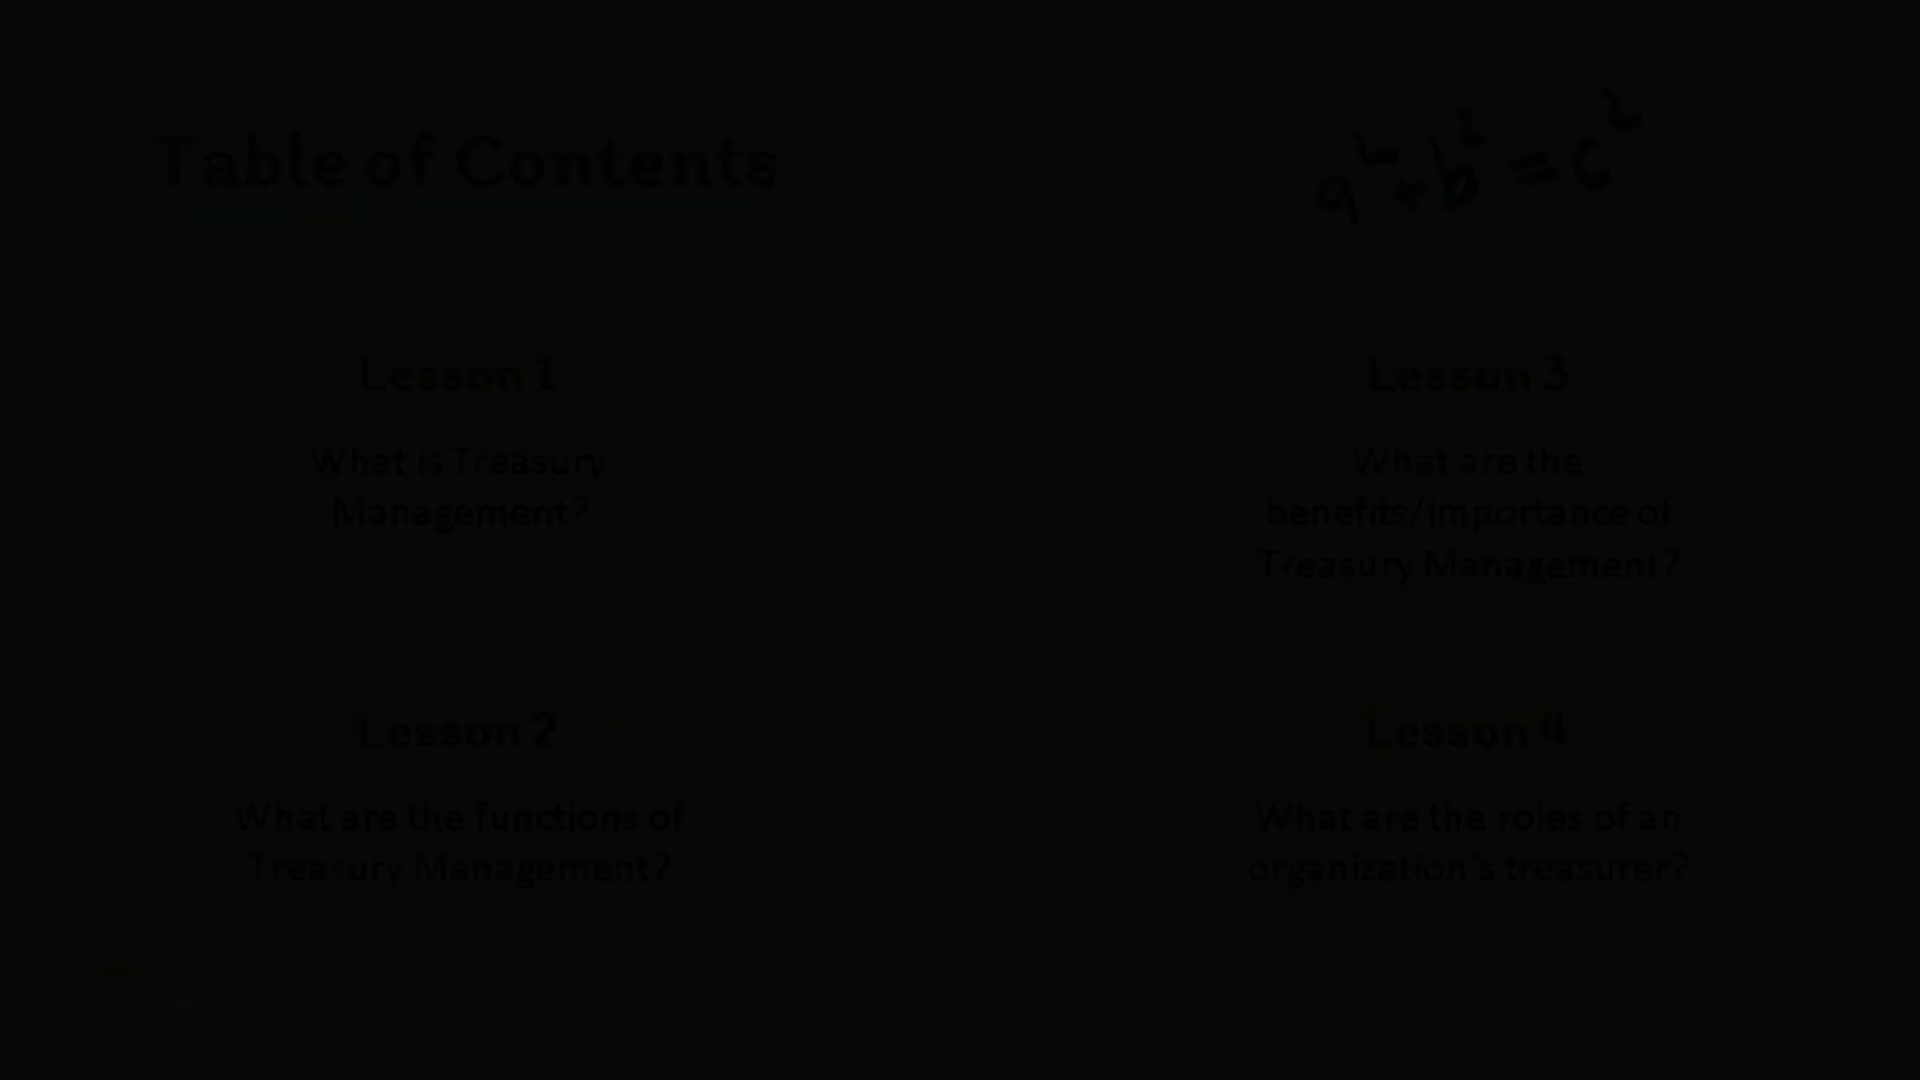 Table of Contents
a²+b²=c²
Lesson 1
What is Treasury
Management?
Lesson 2
What are the functions of
Treasury Management?
Lesson 3
What are the
benefits/importance of
Treasury Management?
Lesson 4
What are the roles of an
organization's treasurer?